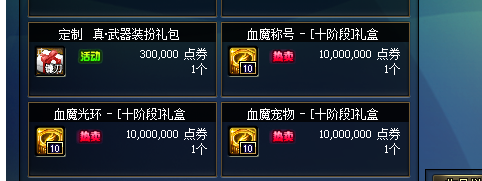 定制 真·武器装扮礼包
活动
300,000 点券
1个
血魔称号 - [十阶段]礼盒
10
热卖
10,000,000 点券
1个
血魔光环 - [十阶段]礼盒
10
热卖
10,000,000 点券
1个
血魔宠物 - [十阶段]礼盒
10
热卖
10,000,000 点券
1个